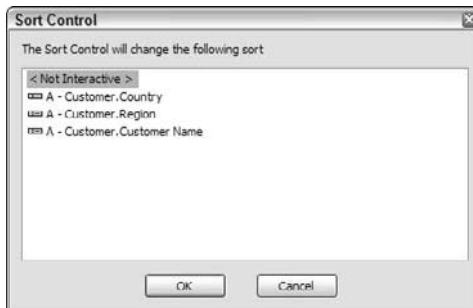 Sort Control
The Sort Control will change the following sort
< Not Interactive >
A - Customer.Country
A - Customer.Region
A - Customer.Customer Name
OK
Cancel